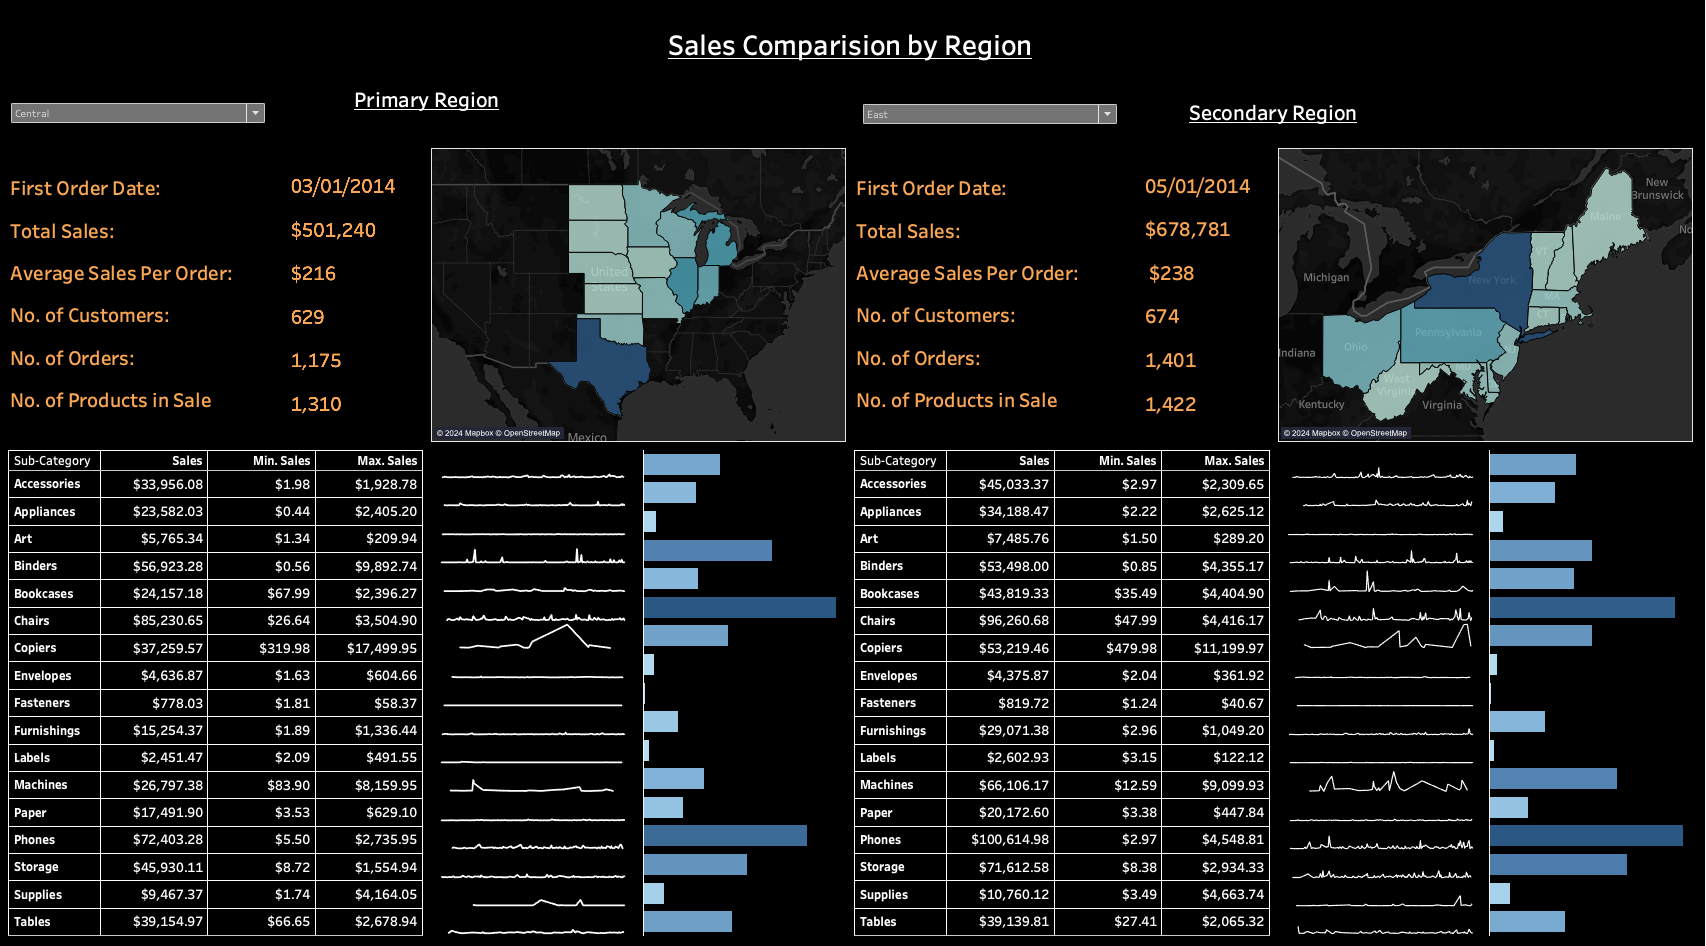 Sales Comparision by Region
Primary Region
Central
First Order Date: 03/01/2014
Total Sales: $501,240
Average Sales Per Order: $216
No. of Customers: 629
No. of Orders: 1,175
No. of Products in Sale 1,310
United
States
Mexico
© 2024 Mapbox © OpenStreetMap
Sub-Category Sales Min. Sales Max. Sales
Accessories $33,956.08 $1.98 $1,928.78
Appliances $23,582.03 $0.44 $2,405.20
Art $5,765.34 $1.34 $209.94
Binders $56,923.28 $0.56 $9,892.74
Bookcases $24,157.18 $67.99 $2,396.27
Chairs $85,230.65 $26.64 $3,504.90
Copiers $37,259.57 $319.98 $17,499.95
Envelopes $4,636.87 $1.63 $604.66
Fasteners $778.03 $1.81 $58.37
Furnishings $15,254.37 $1.89 $1,336.44
Labels $2,451.47 $2.09 $491.55
Machines $26,797.38 $83.90 $8,159.95
Paper $17,491.90 $3.53 $629.10
Phones $72,403.28 $5.50 $2,735.95
Storage $45,930.11 $8.72 $1,554.94
Supplies $9,467.37 $1.74 $4,164.05
Tables $39,154.97 $66.65 $2,678.94
Secondary Region
East
First Order Date: 05/01/2014
Total Sales: $678,781
Average Sales Per Order: $238
No. of Customers: 674
No. of Orders: 1,401
No. of Products in Sale 1,422
New
Brunswick
Maine
No
VT
Michigan
New York
MA
CT
Pennsylvania
Ohio
Indiana
MD
West
Virginia
Kentucky
Virginia
© 2024 Mapbox © OpenStreetMap
Sub-Category Sales Min. Sales Max. Sales
Accessories $45,033.37 $2.97 $2,309.65
Appliances $34,188.47 $2.22 $2,625.12
Art $7,485.76 $1.50 $289.20
Binders $53,498.00 $0.85 $4,355.17
Bookcases $43,819.33 $35.49 $4,404.90
Chairs $96,260.68 $47.99 $4,416.17
Copiers $53,219.46 $479.98 $11,199.97
Envelopes $4,375.87 $2.04 $361.92
Fasteners $819.72 $1.24 $40.67
Furnishings $29,071.38 $2.96 $1,049.20
Labels $2,602.93 $3.15 $122.12
Machines $66,106.17 $12.59 $9,099.93
Paper $20,172.60 $3.38 $447.84
Phones $100,614.98 $2.97 $4,548.81
Storage $71,612.58 $8.38 $2,934.33
Supplies $10,760.12 $3.49 $4,663.74
Tables $39,139.81 $27.41 $2,065.32